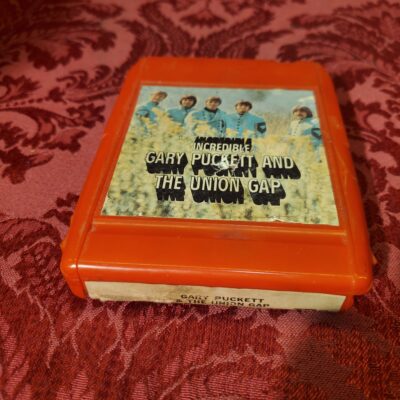 INCREDIBLE
GARY PUCKETT AND
THE UNION GAP
GARY PUCKETT
& THE UNION GAP